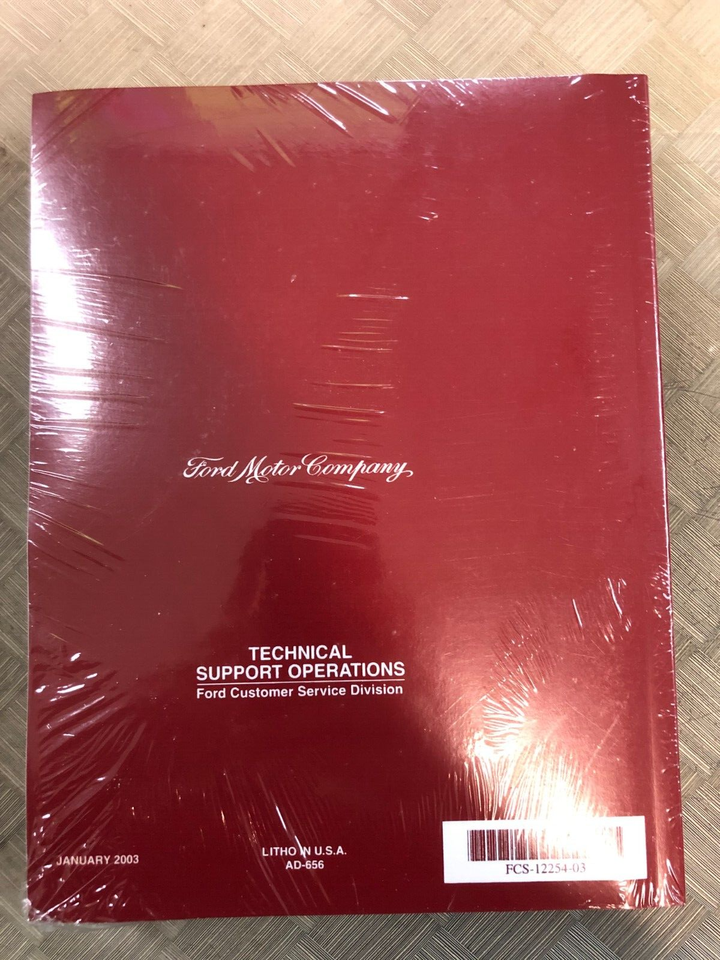 Ford Motor Company
TECHNICAL
SUPPORT OPERATIONS
Ford Customer Service Division
JANUARY 2003
LITHO IN U.S.A.
AD-656
FCS-12254-03